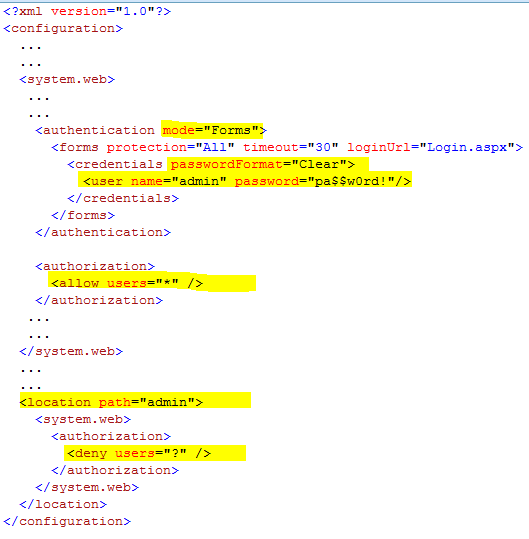 <?xml version="1.0"?>
<configuration>
...
...
<system.web>
...
...
<authentication mode="Forms">
<forms protection="All" timeout="30" loginUrl="Login.aspx">
<credentials passwordFormat="Clear">
<user name="admin" password="pa$$w0rd!"/>
</credentials>
</forms>
</authentication>
<authorization>
<allow users="*" />
</authorization>
...
...
</system.web>
...
...
<location path="admin">
<system.web>
<authorization>
<deny users="?" />
</authorization>
</system.web>
</location>
</configuration>